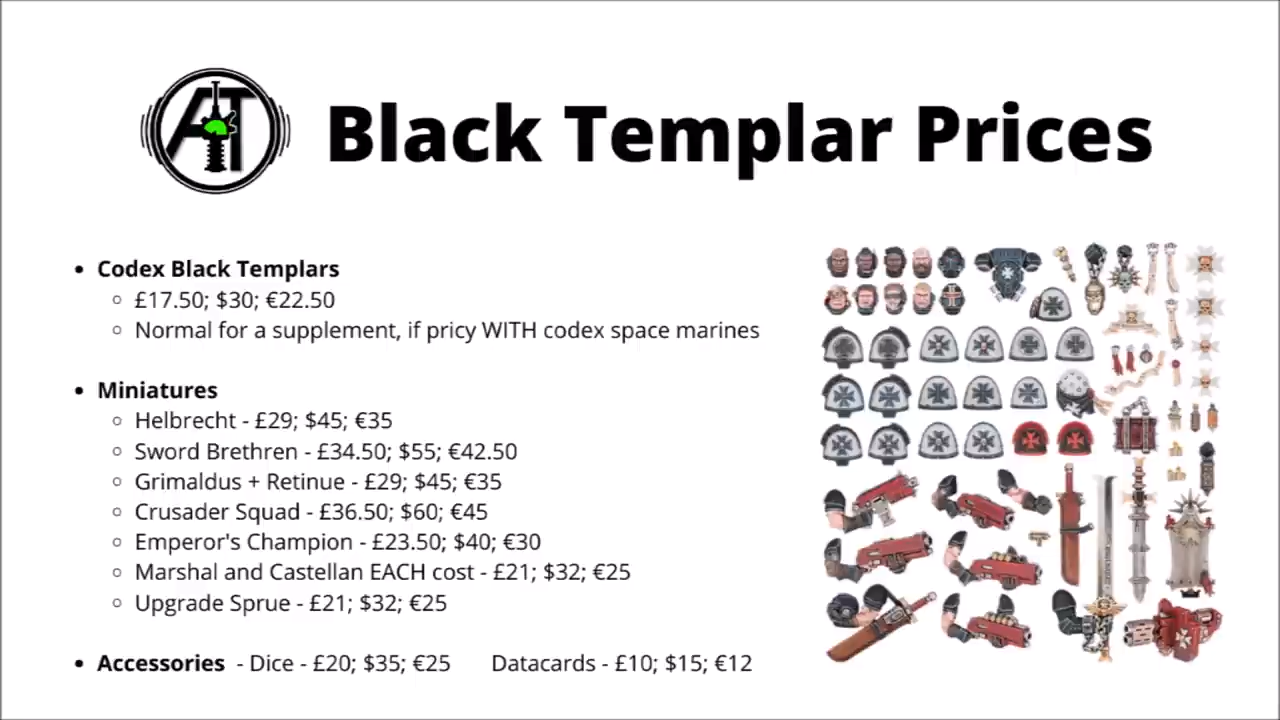 AT
Black Templar Prices
• Codex Black Templars
○ £17.50; $30; €22.50
○ Normal for a supplement, if pricy WITH codex space marines
• Miniatures
○ Helbrecht - £29; $45; €35
○ Sword Brethren - £34.50; $55; €42.50
○ Grimaldus + Retinue - £29; $45; €35
○ Crusader Squad - £36.50; $60; €45
○ Emperor's Champion - £23.50; $40; €30
○ Marshal and Castellan EACH cost - £21; $32; €25
○ Upgrade Sprue - £21; $32; €25
• Accessories - Dice - £20; $35; €25 Datacards - £10; $15; €12